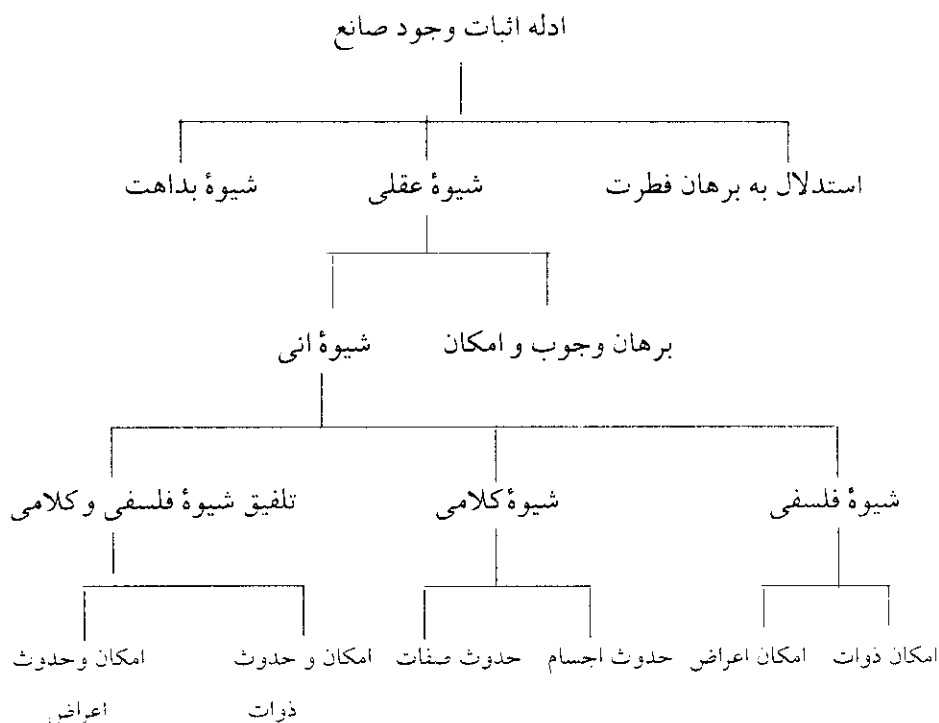 ادله اثبات وجود صانع
استدلال به برهان فطرت
شیوهٔ عقلی
شیوهٔ بداهت
برهان وجوب و امکان
شیوهٔ انی
شیوهٔ فلسفی
شیوهٔ کلامی
تلفیق شیوهٔ فلسفی و کلامی
امکان ذوات
امکان اعراض
حدوث اجسام
حدوث صفات
امکان و حدوث
ذوات
امکان وحدوث
اعراض